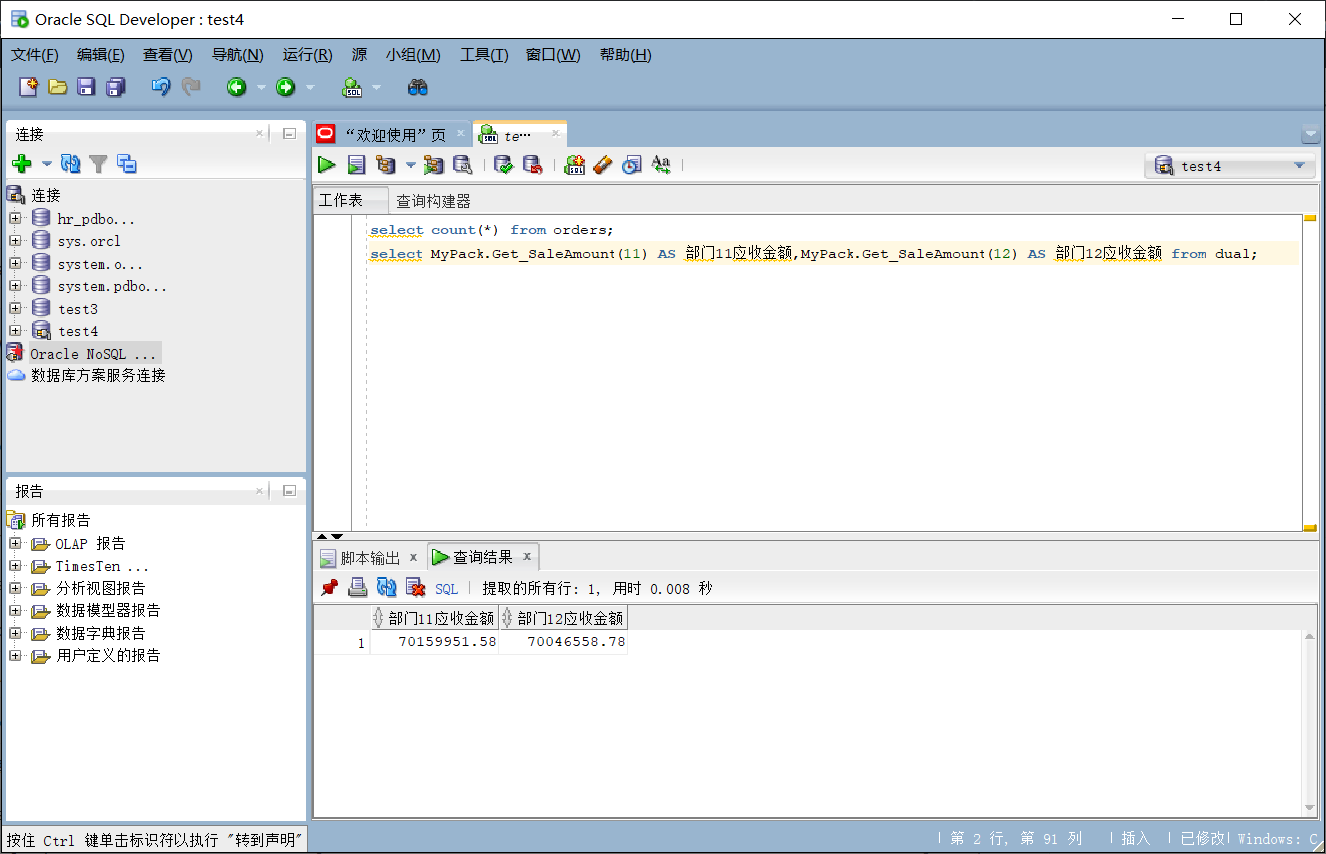 Oracle SQL Developer : test4
文件(F) 编辑(E) 查看(V) 导航(N) 运行(R) 源 小组(M) 工具(T) 窗口(W) 帮助(H)
连接
连接
hr_pdbo...
sys.orcl
system.o...
system.pdbo...
test3
test4
Oracle NoSQL ...
数据库方案服务连接
报告
所有报告
OLAP 报告
TimesTen ...
分析视图报告
数据模型器报告
数据字典报告
用户定义的报告
“欢迎使用”页 te…
test4
工作表 查询构建器
select count(*) from orders;
select MyPack.Get_SaleAmount(11) AS 部门11应收金额,MyPack.Get_SaleAmount(12) AS 部门12应收金额 from dual;
脚本输出 查询结果
SQL 提取的所有行: 1, 用时 0.008 秒
部门11应收金额 部门12应收金额
1 70159951.58 70046558.78
按住 Ctrl 键单击标识符以执行 "转到声明"
第 2 行, 第 91 列 插入 已修改 Windows: C